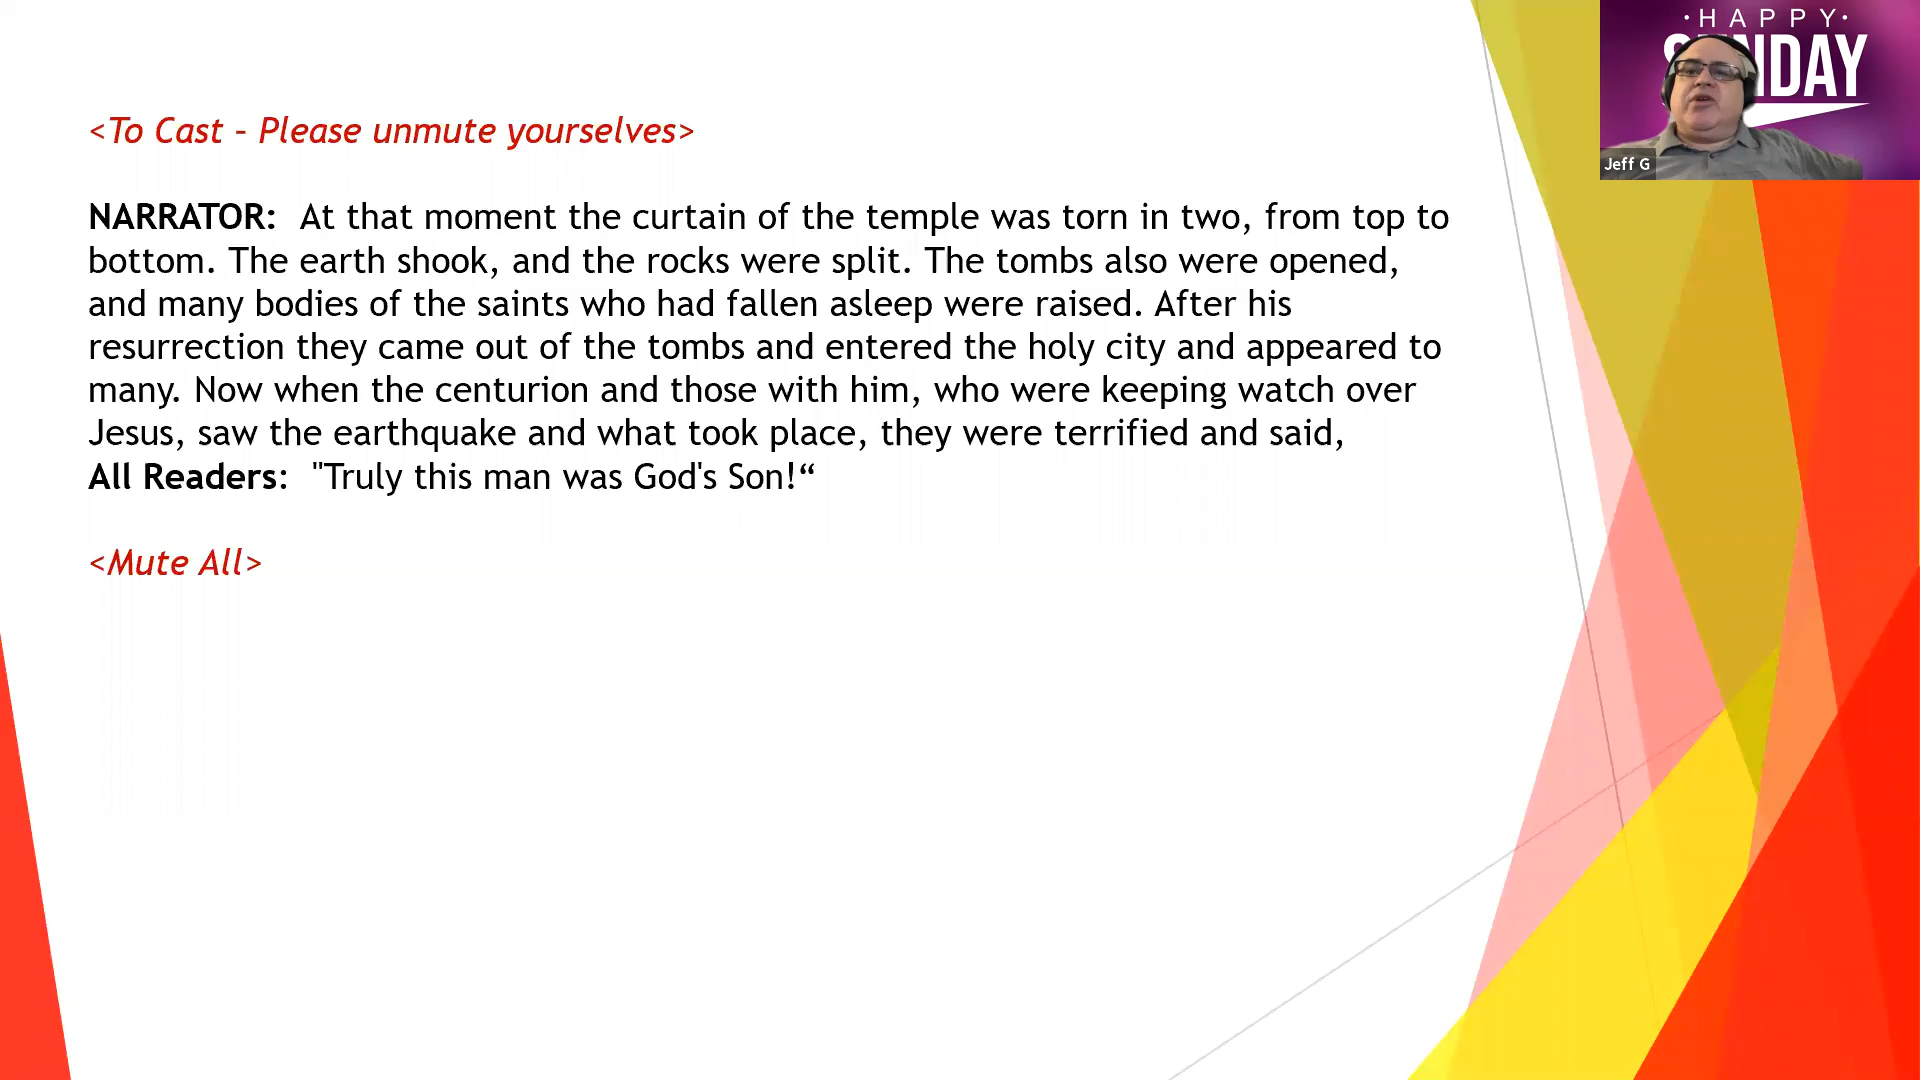 ·HAPPY·
NDAY
Jeff G
<To Cast – Please unmute yourselves>
NARRATOR:  At that moment the curtain of the temple was torn in two, from top to
bottom. The earth shook, and the rocks were split. The tombs also were opened,
and many bodies of the saints who had fallen asleep were raised. After his
resurrection they came out of the tombs and entered the holy city and appeared to
many. Now when the centurion and those with him, who were keeping watch over
Jesus, saw the earthquake and what took place, they were terrified and said,
All Readers:  "Truly this man was God's Son!“
<Mute All>